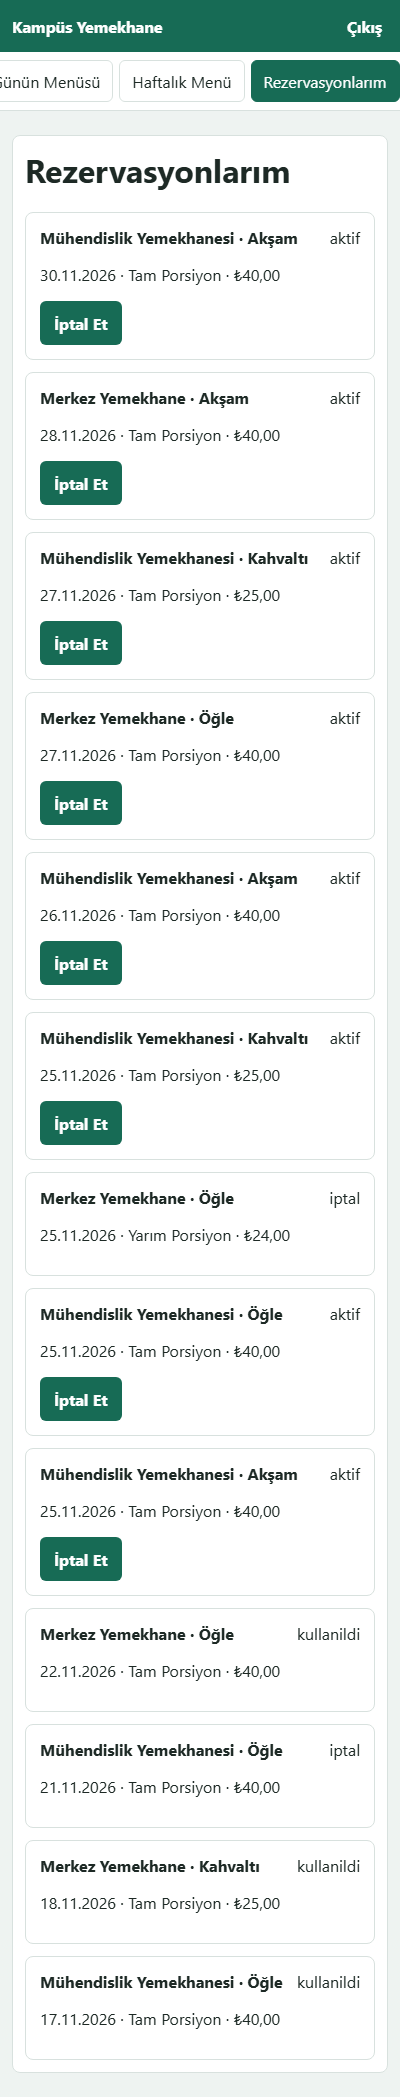 Kampüs Yemekhane Çıkış
Günün Menüsü Haftalık Menü Rezervasyonlarım
Rezervasyonlarım
Mühendislik Yemekhanesi · Akşam aktif
30.11.2026 · Tam Porsiyon · ₺40,00
İptal Et
Merkez Yemekhane · Akşam aktif
28.11.2026 · Tam Porsiyon · ₺40,00
İptal Et
Mühendislik Yemekhanesi · Kahvaltı aktif
27.11.2026 · Tam Porsiyon · ₺25,00
İptal Et
Merkez Yemekhane · Öğle aktif
27.11.2026 · Tam Porsiyon · ₺40,00
İptal Et
Mühendislik Yemekhanesi · Akşam aktif
26.11.2026 · Tam Porsiyon · ₺40,00
İptal Et
Mühendislik Yemekhanesi · Kahvaltı aktif
25.11.2026 · Tam Porsiyon · ₺25,00
İptal Et
Merkez Yemekhane · Öğle iptal
25.11.2026 · Yarım Porsiyon · ₺24,00
Mühendislik Yemekhanesi · Öğle aktif
25.11.2026 · Tam Porsiyon · ₺40,00
İptal Et
Mühendislik Yemekhanesi · Akşam aktif
25.11.2026 · Tam Porsiyon · ₺40,00
İptal Et
Merkez Yemekhane · Öğle kullanildi
22.11.2026 · Tam Porsiyon · ₺40,00
Mühendislik Yemekhanesi · Öğle iptal
21.11.2026 · Tam Porsiyon · ₺40,00
Merkez Yemekhane · Kahvaltı kullanildi
18.11.2026 · Tam Porsiyon · ₺25,00
Mühendislik Yemekhanesi · Öğle kullanildi
17.11.2026 · Tam Porsiyon · ₺40,00